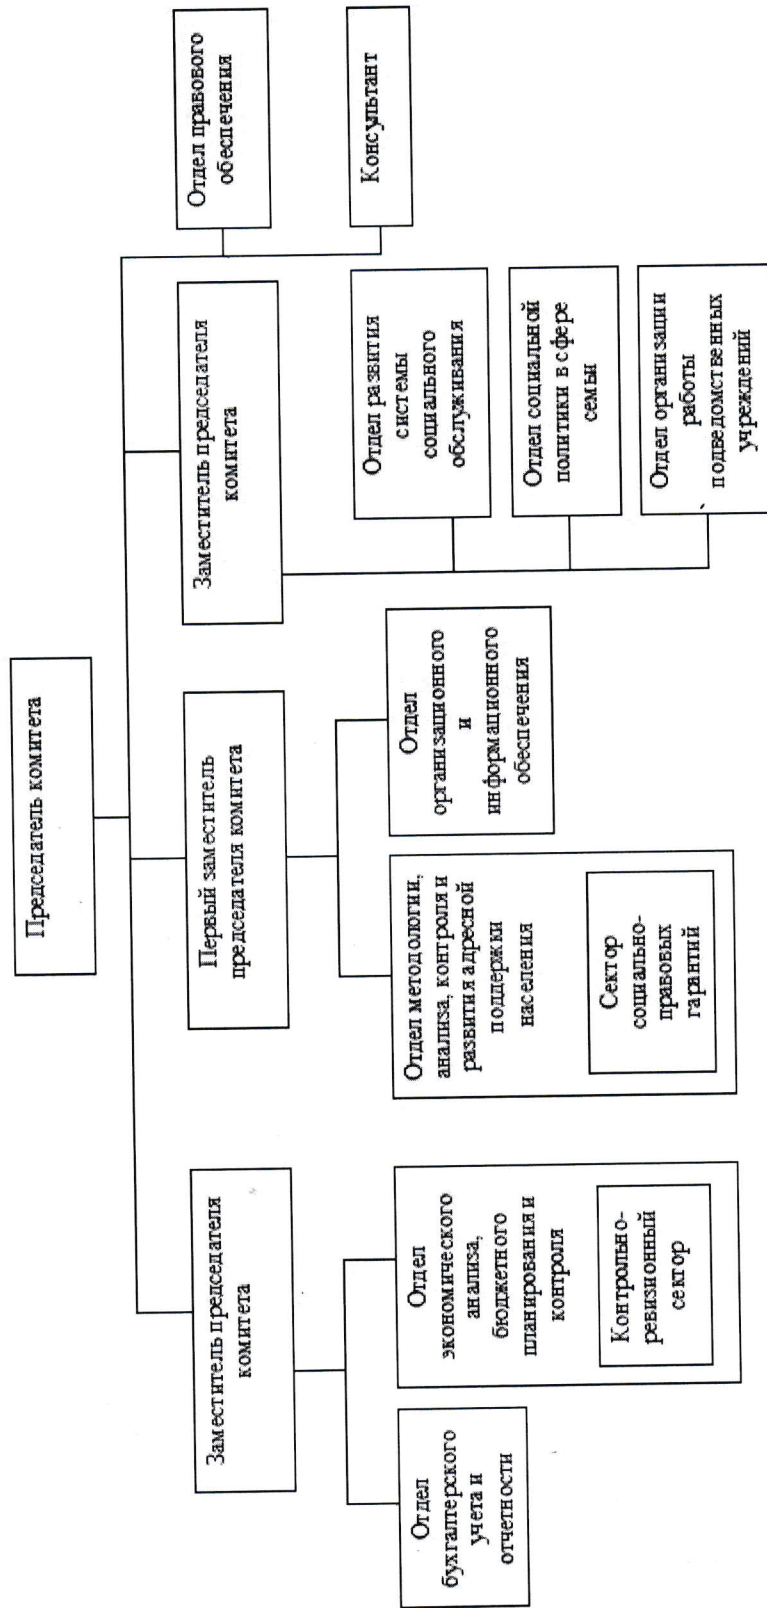 Председатель комитета
Заместитель председателя
комитета
Первый заместитель
председателя комитета
Заместитель председателя
комитета
Отдел правового
обеспечения
Консультант
Отдел
бухгалтерского
учета и
отчетности
Отдел
экономического
анализа,
бюджетного
планирования и
контроля
Контрольно-
ревизионный
сектор
Отдел методологии,
анализа, контроля и
развития адресной
поддержки
населения
Сектор
социально-
правовых
гарантий
Отдел
организационного
и
информационного
обеспечения
Отдел развития
системы
социального
обслуживания
Отдел социальной
политики в сфере
семьи
Отдел организации
работы
подведомственных
учреждений